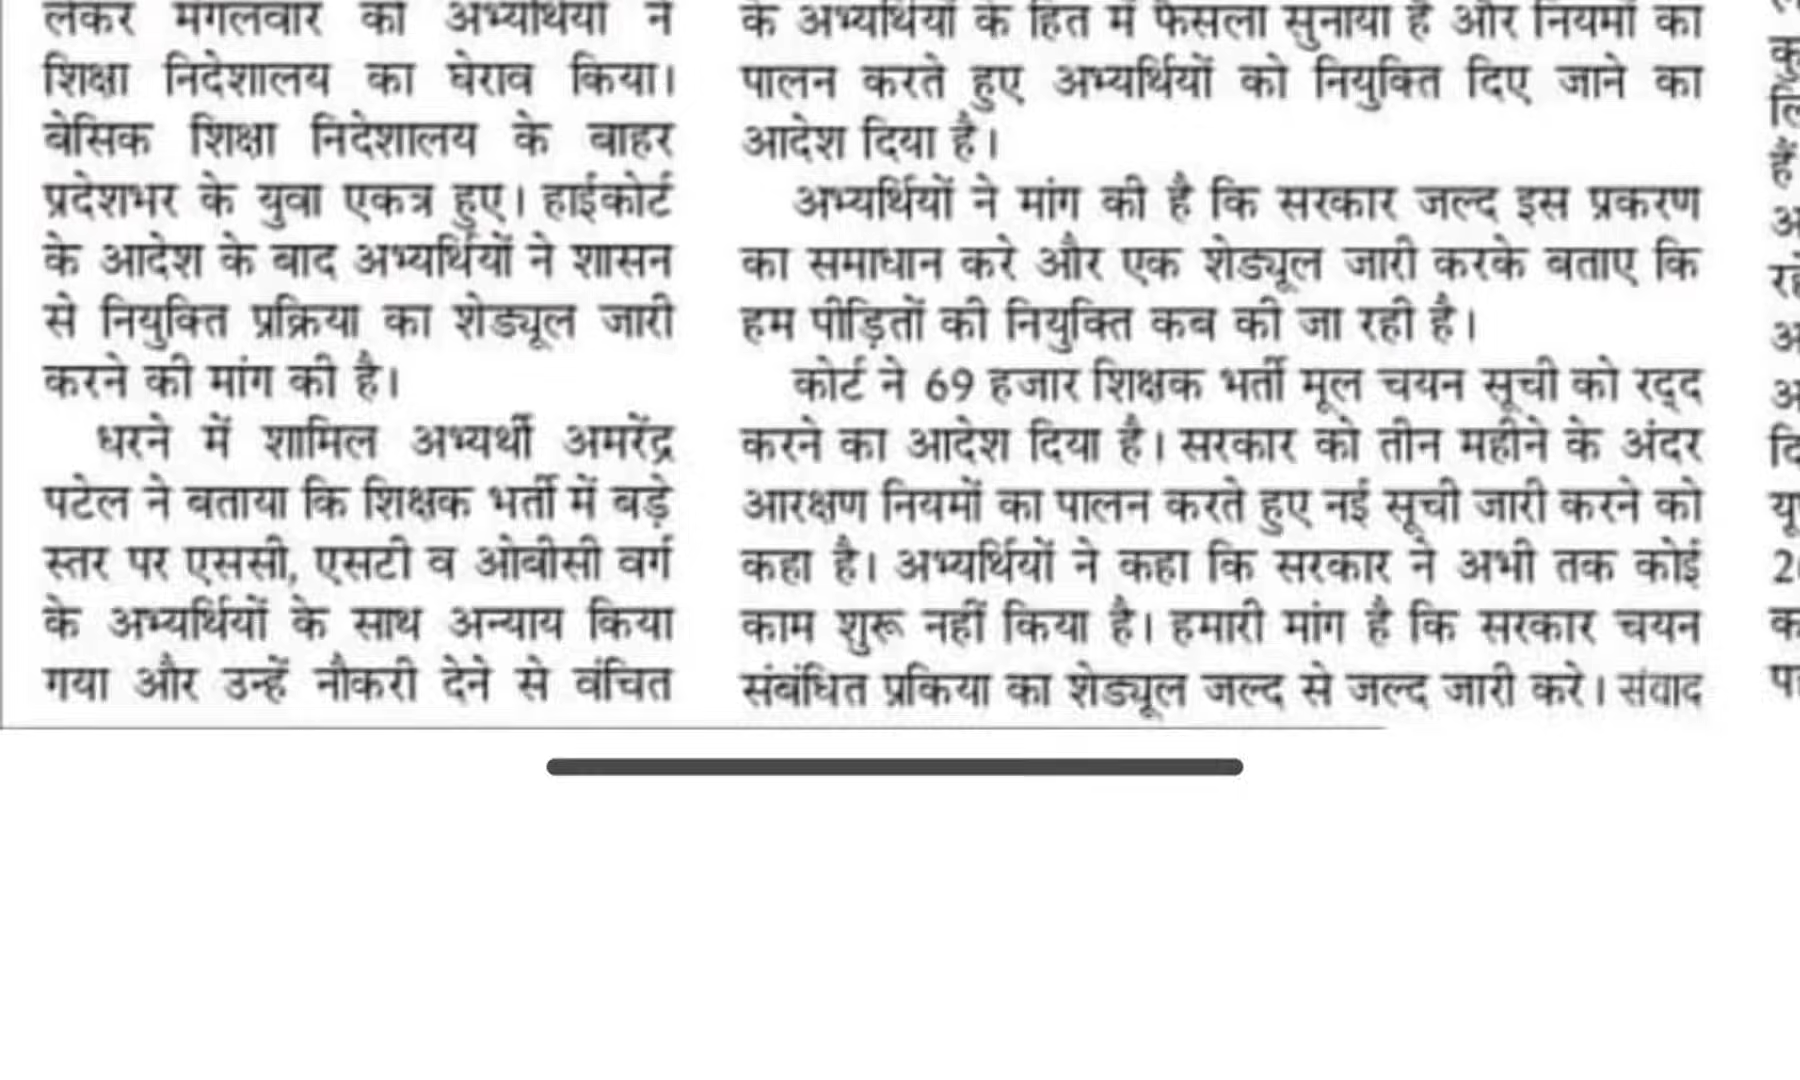 लेकर मंगलवार को अभ्यर्थियों ने
शिक्षा निदेशालय का घेराव किया।
बेसिक शिक्षा निदेशालय के बाहर
प्रदेशभर के युवा एकत्र हुए। हाईकोर्ट
के आदेश के बाद अभ्यर्थियों ने शासन
से नियुक्ति प्रक्रिया का शेड्यूल जारी
करने की मांग की है।
धरने में शामिल अभ्यर्थी अमरेंद्र
पटेल ने बताया कि शिक्षक भर्ती में बड़े
स्तर पर एससी, एसटी व ओबीसी वर्ग
के अभ्यर्थियों के साथ अन्याय किया
गया और उन्हें नौकरी देने से वंचित
के अभ्यर्थियों के हित में फैसला सुनाया है और नियमों का
पालन करते हुए अभ्यर्थियों को नियुक्ति दिए जाने का
आदेश दिया है।
अभ्यर्थियों ने मांग की है कि सरकार जल्द इस प्रकरण
का समाधान करे और एक शेड्यूल जारी करके बताए कि
हम पीड़ितों की नियुक्ति कब की जा रही है।
कोर्ट ने 69 हजार शिक्षक भर्ती मूल चयन सूची को रद्द
करने का आदेश दिया है। सरकार को तीन महीने के अंदर
आरक्षण नियमों का पालन करते हुए नई सूची जारी करने को
कहा है। अभ्यर्थियों ने कहा कि सरकार ने अभी तक कोई
काम शुरू नहीं किया है। हमारी मांग है कि सरकार चयन
संबंधित प्रकिया का शेड्यूल जल्द से जल्द जारी करे। संवाद